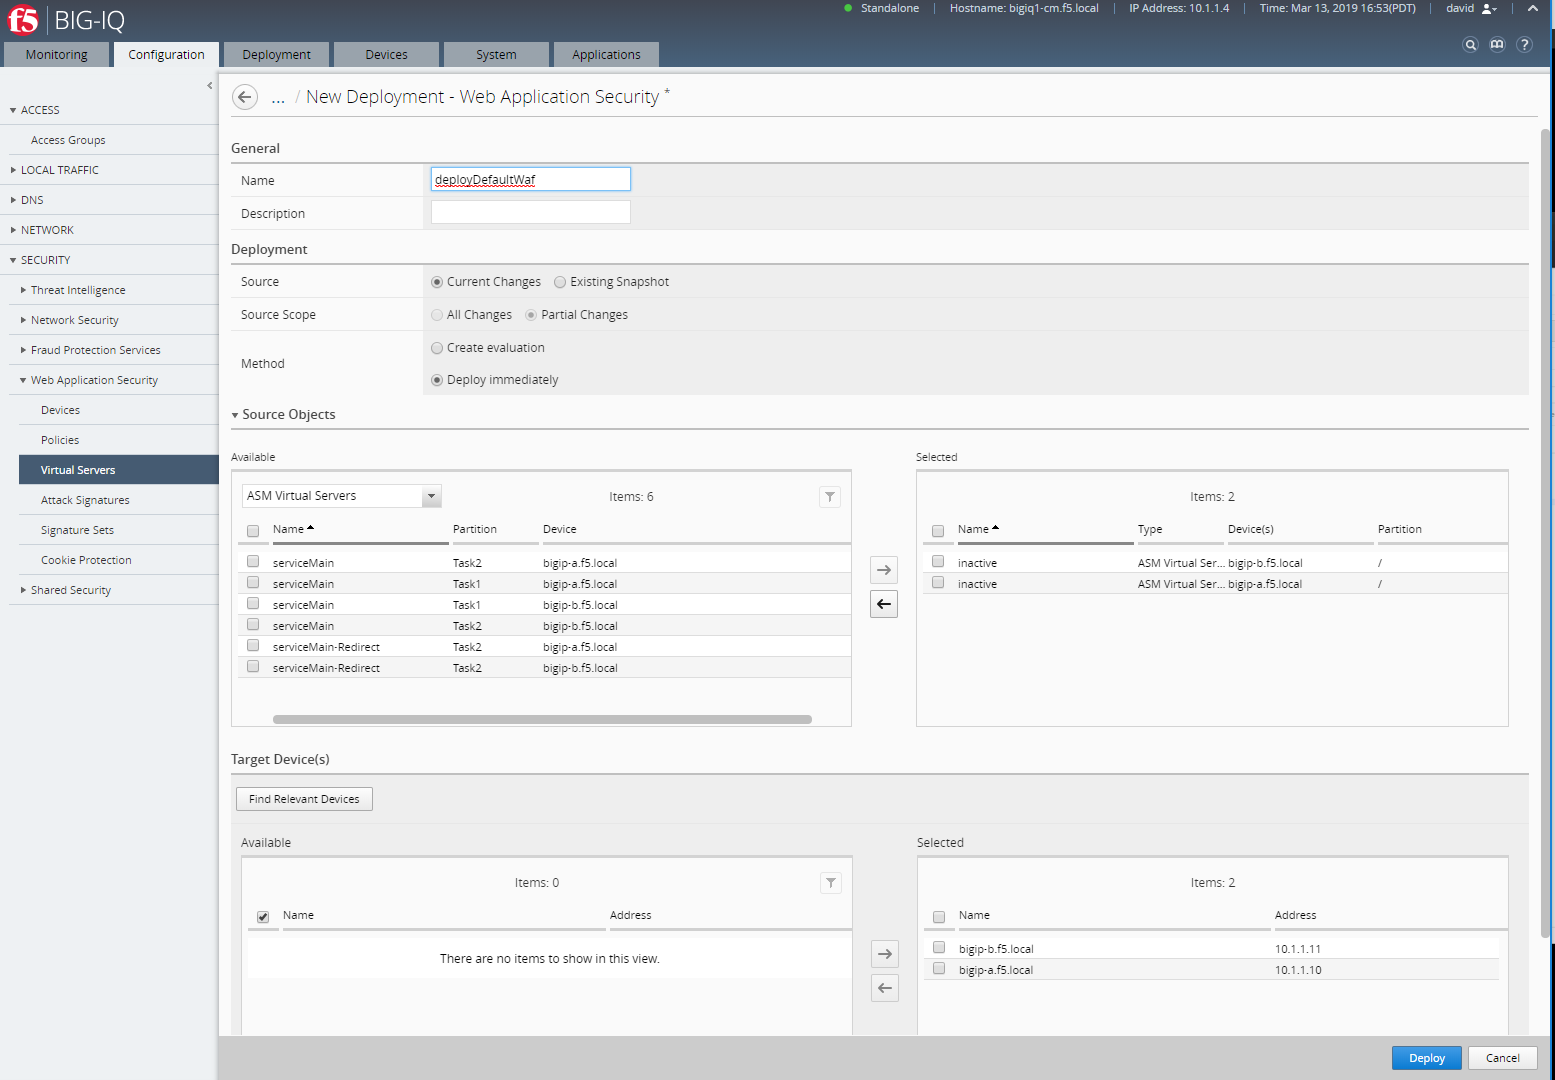 f5 BIG-IQ
Standalone Hostname: bigiq1-cm.f5.local IP Address: 10.1.1.4 Time: Mar 13, 2019 16:53(PDT) david
Monitoring Configuration Deployment Devices System Applications
ACCESS
Access Groups
LOCAL TRAFFIC
DNS
NETWORK
SECURITY
Threat Intelligence
Network Security
Fraud Protection Services
Web Application Security
Devices
Policies
Virtual Servers
Attack Signatures
Signature Sets
Cookie Protection
Shared Security
... / New Deployment - Web Application Security *
General
Name deployDefaultWaf
Description
Deployment
Source Current Changes Existing Snapshot
Source Scope All Changes Partial Changes
Method Create evaluation
Deploy immediately
Source Objects
Available
ASM Virtual Servers Items: 6
Name Partition Device
serviceMain Task2 bigip-a.f5.local
serviceMain Task1 bigip-a.f5.local
serviceMain Task1 bigip-b.f5.local
serviceMain Task2 bigip-b.f5.local
serviceMain-Redirect Task2 bigip-a.f5.local
serviceMain-Redirect Task2 bigip-b.f5.local
Selected
Items: 2
Name Type Device(s) Partition
inactive ASM Virtual Ser... bigip-b.f5.local /
inactive ASM Virtual Ser... bigip-a.f5.local /
Target Device(s)
Find Relevant Devices
Available
Items: 0
Name Address
There are no items to show in this view.
Selected
Items: 2
Name Address
bigip-b.f5.local 10.1.1.11
bigip-a.f5.local 10.1.1.10
Deploy Cancel